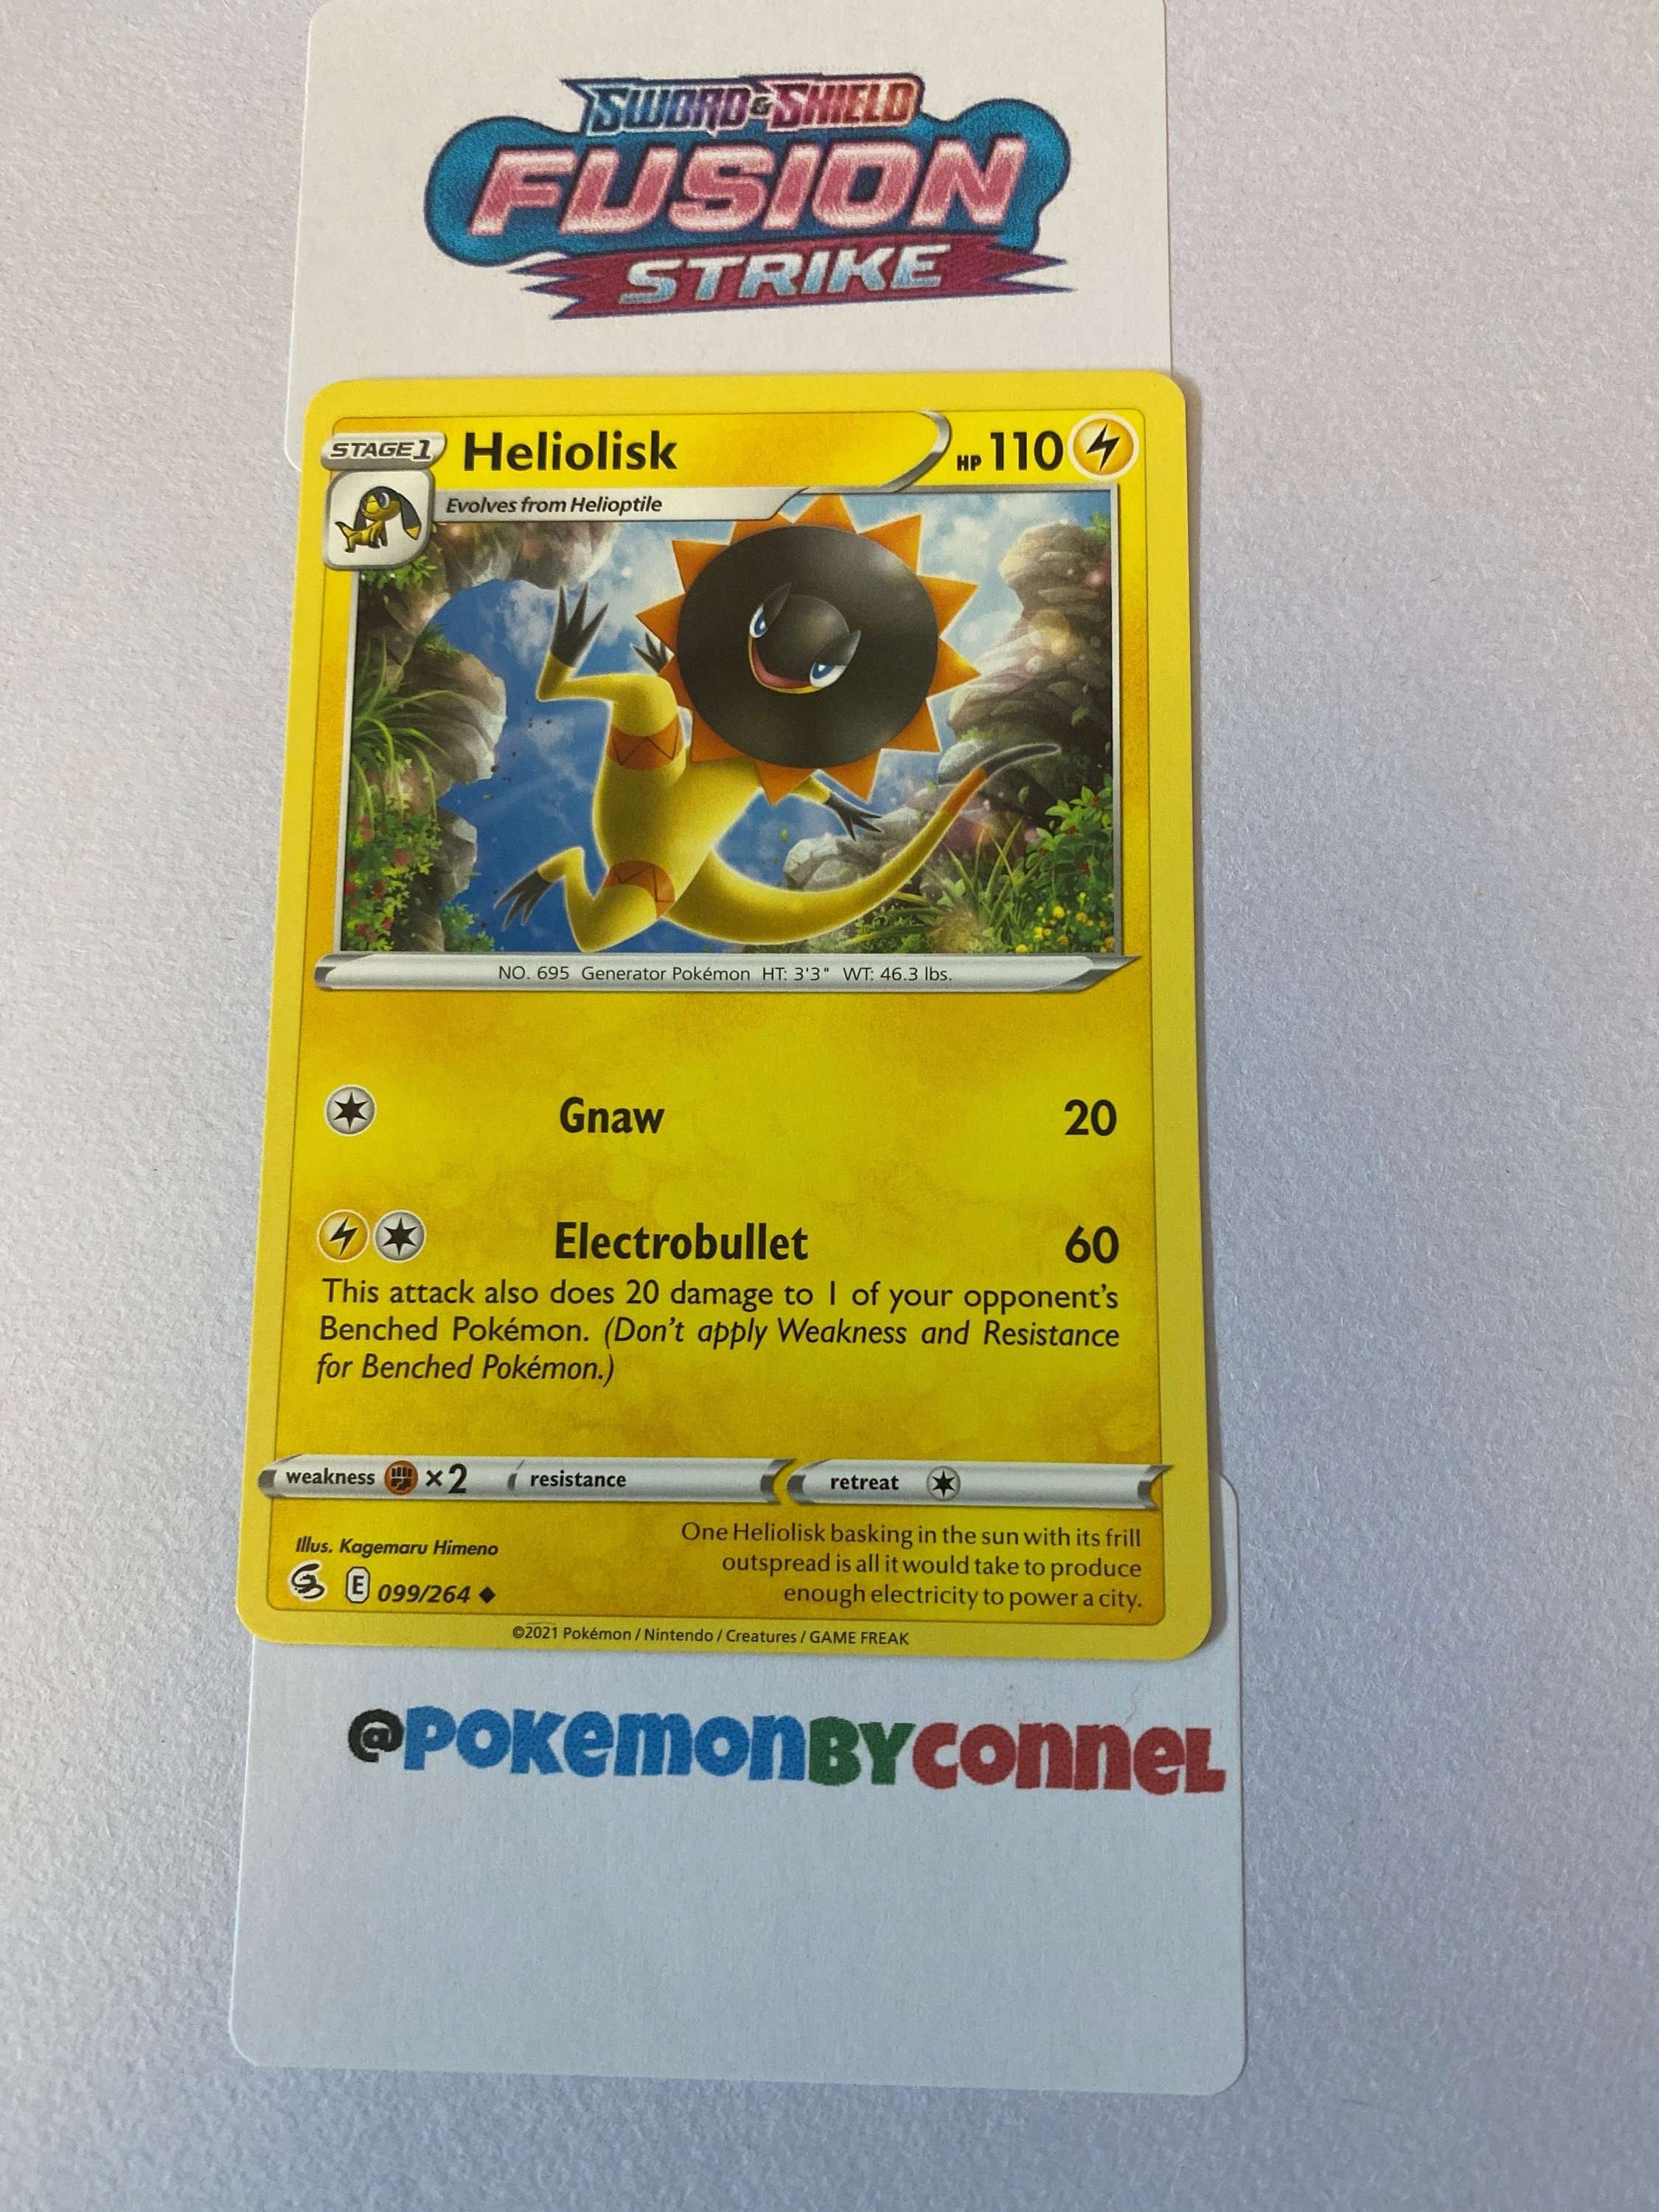 SWORD & SHIELD
FUSION
STRIKE
STAGE 1 Heliolisk HP 110
Evolves from Helioptile
NO. 695 Generator Pokémon HT: 3'3" WT: 46.3 lbs.
Gnaw 20
Electrobullet 60
This attack also does 20 damage to 1 of your opponent's
Benched Pokémon. (Don't apply Weakness and Resistance
for Benched Pokémon.)
weakness ×2 resistance retreat
Illus. Kagemaru Himeno
One Heliolisk basking in the sun with its frill
outspread is all it would take to produce
enough electricity to power a city.
E 099/264
©2021 Pokémon / Nintendo / Creatures / GAME FREAK
@POKemonBYConneL